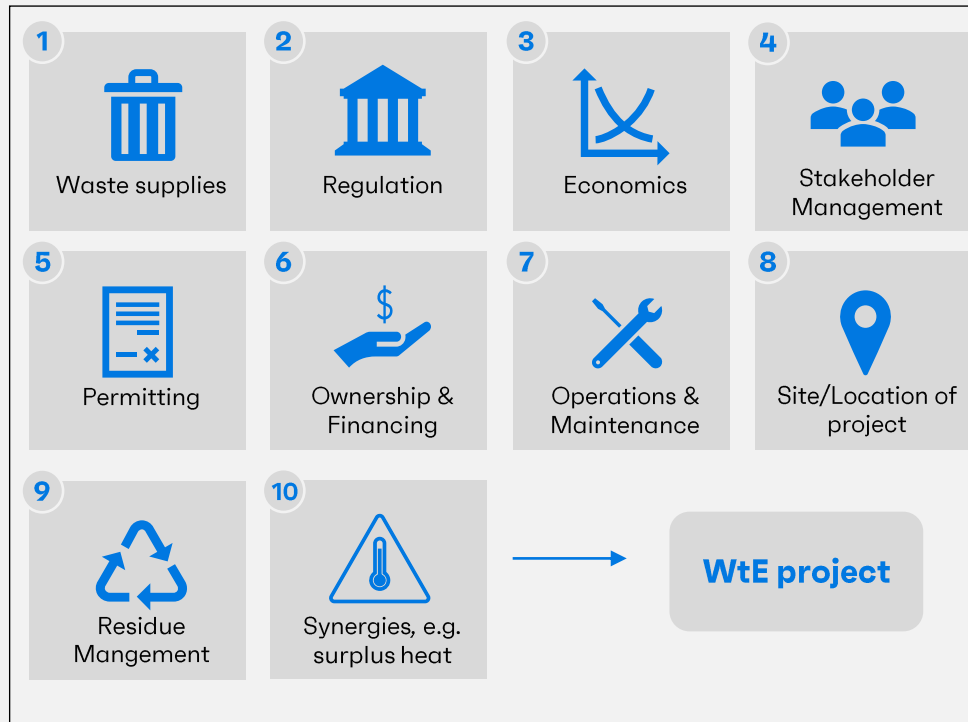 1
Waste supplies
2
Regulation
3
Economics
4
Stakeholder
Management
5
Permitting
6
$
Ownership &
Financing
7
Operations &
Maintenance
8
Site/Location of
project
9
Residue
Mangement
10
Synergies, e.g.
surplus heat
WtE project